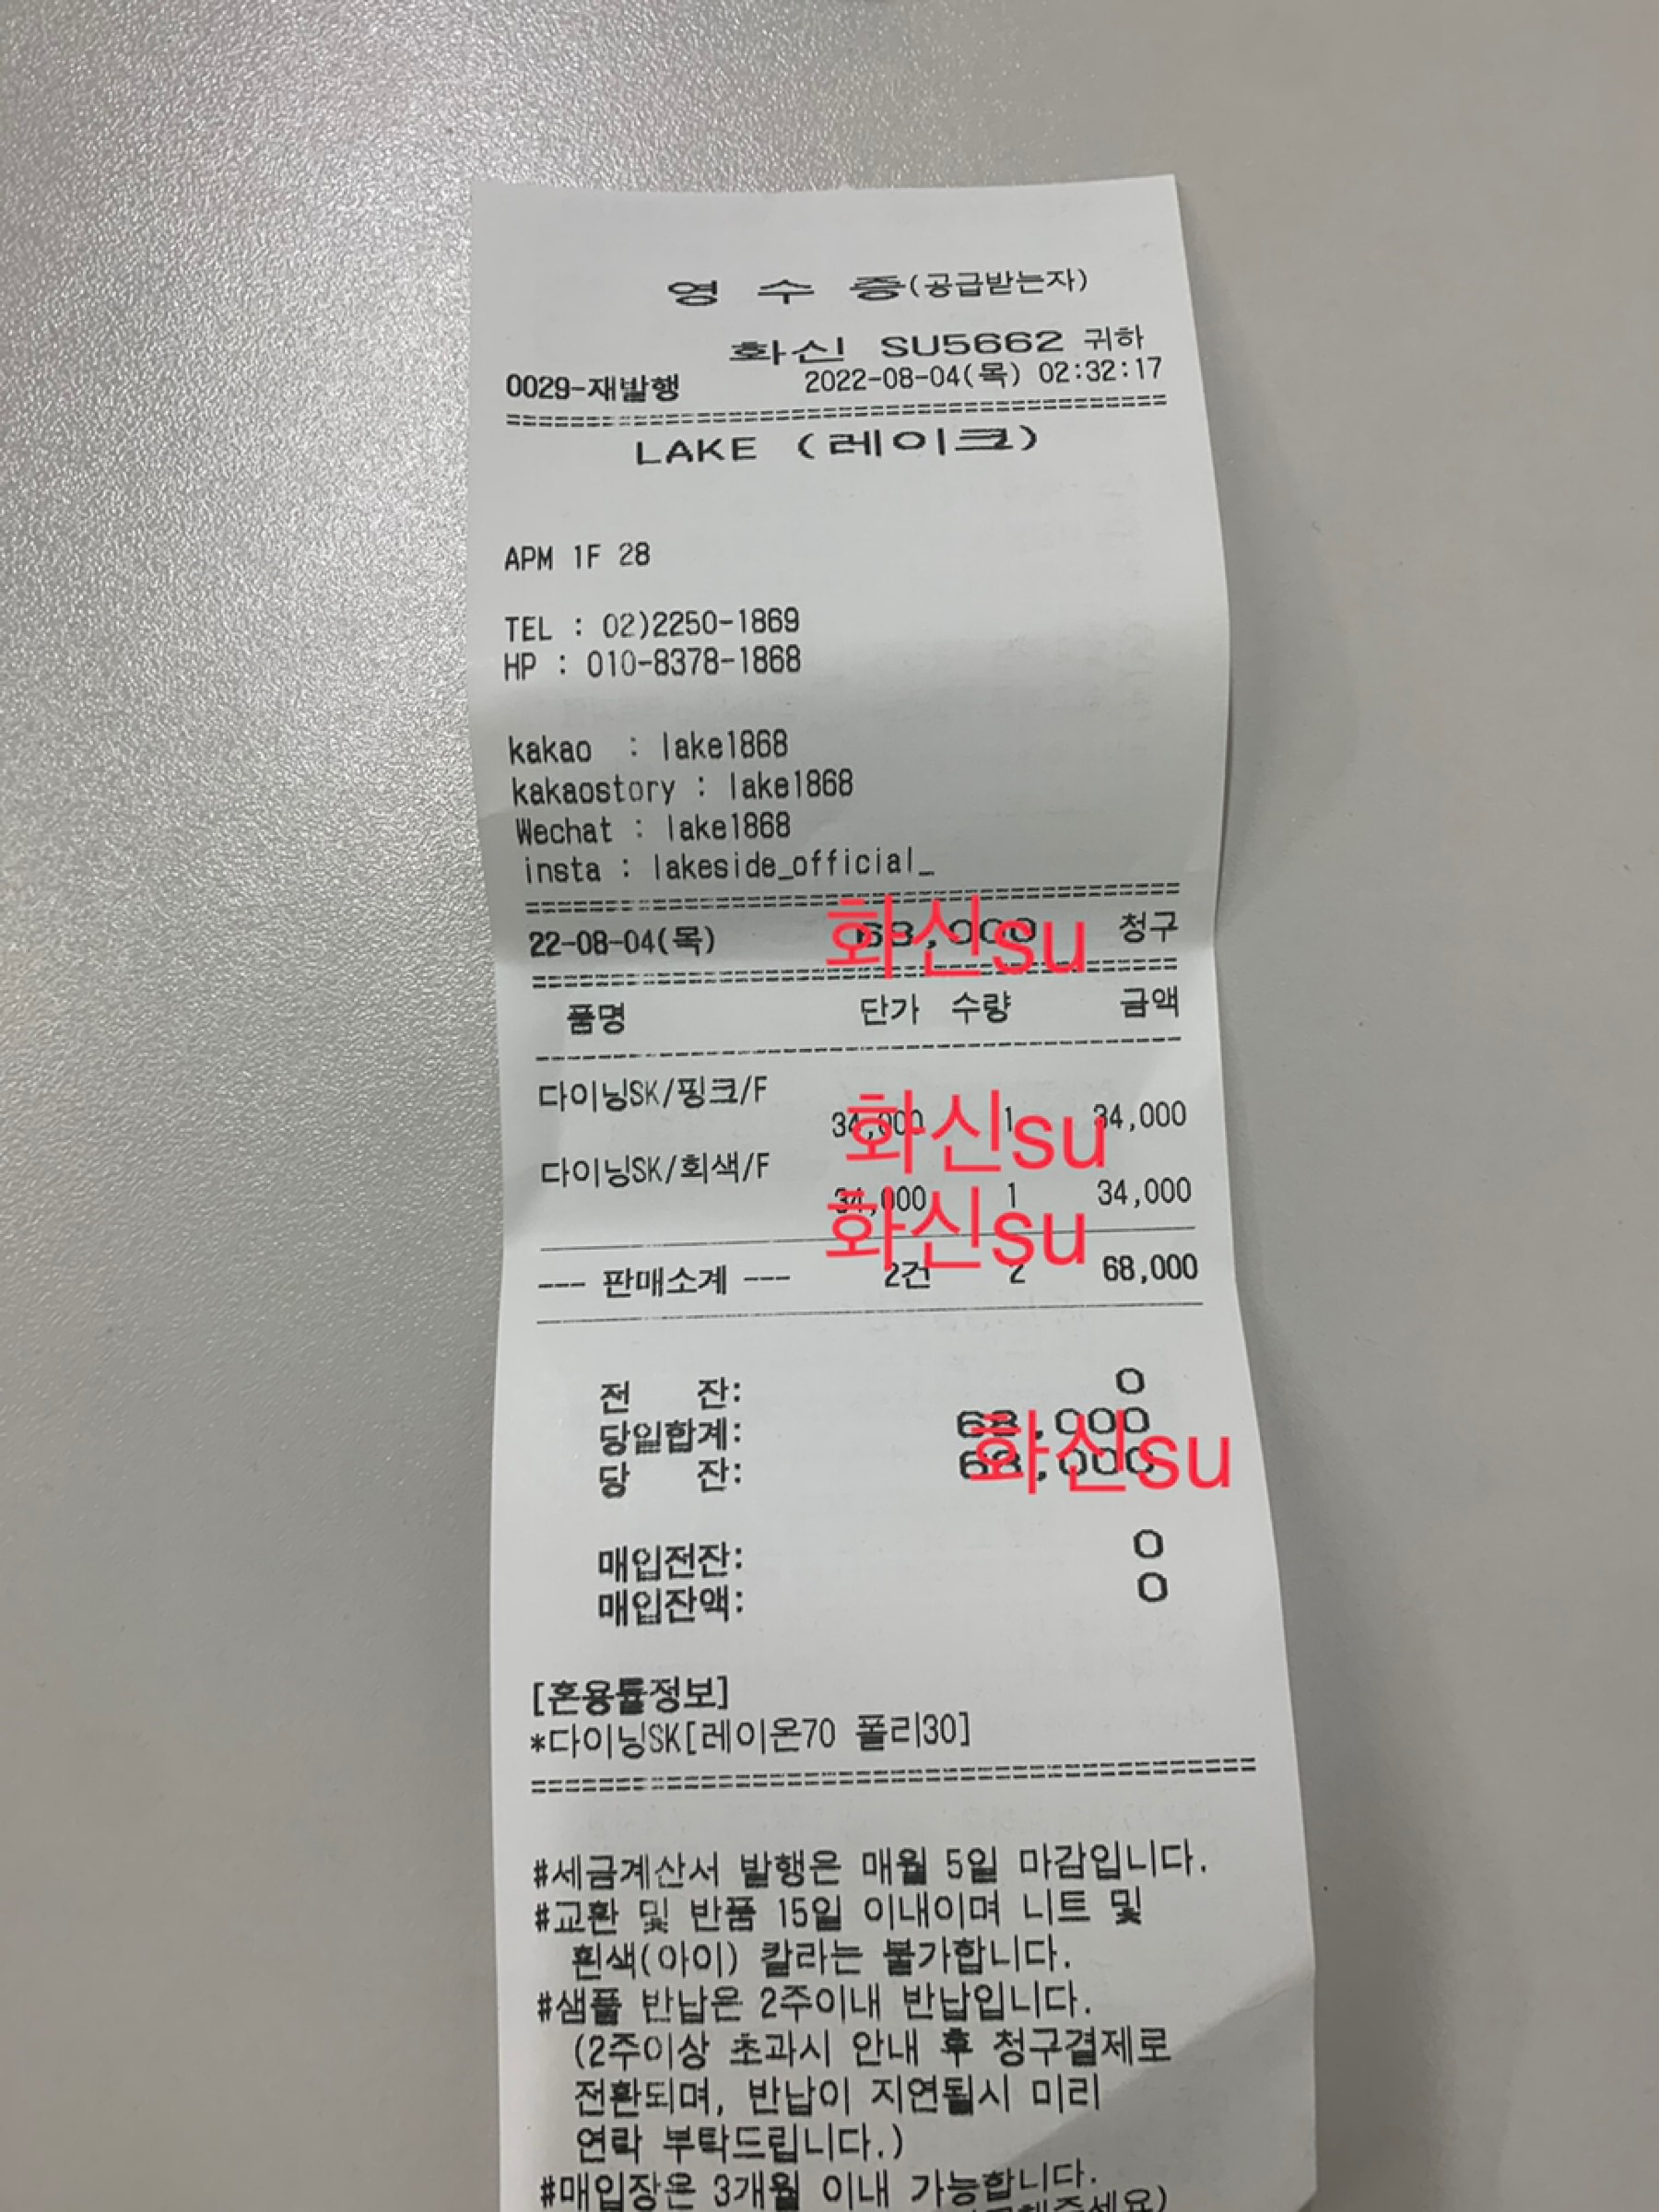 영 수 증(공급받는자)
화신 SU5662 귀하
0029-재발행 2022-08-04(목) 02:32:17
========================================
LAKE (레이크)
APM 1F 28
TEL : 02)2250-1869
HP : 010-8378-1868
kakao : lake1868
kakaostory : lake1868
Wechat : lake1868
insta : lakeside_official_
========================================
22-08-04(목) 68,000 청구
화신su
========================================
품명 단가 수량 금액
----------------------------------------
다이닝SK/핑크/F
34,000 1 34,000
화신su
다이닝SK/회색/F
34,000 1 34,000
화신su
--- 판매소계 --- 2건 2 68,000
전 잔: 0
당일합계: 68,000
당 잔: 68,000
화신su
매입전잔: 0
매입잔액: 0
[혼용률정보]
*다이닝SK[레이온70 폴리30]
========================================
#세금계산서 발행은 매월 5일 마감입니다.
#교환 및 반품 15일 이내이며 니트 및
흰색(아이) 칼라는 불가합니다.
#샘플 반납은 2주이내 반납입니다.
(2주이상 초과시 안내 후 청구결제로
전환되며, 반납이 지연될시 미리
연락 부탁드립니다.)
#매입장은 3개월 이내 가능합니다.